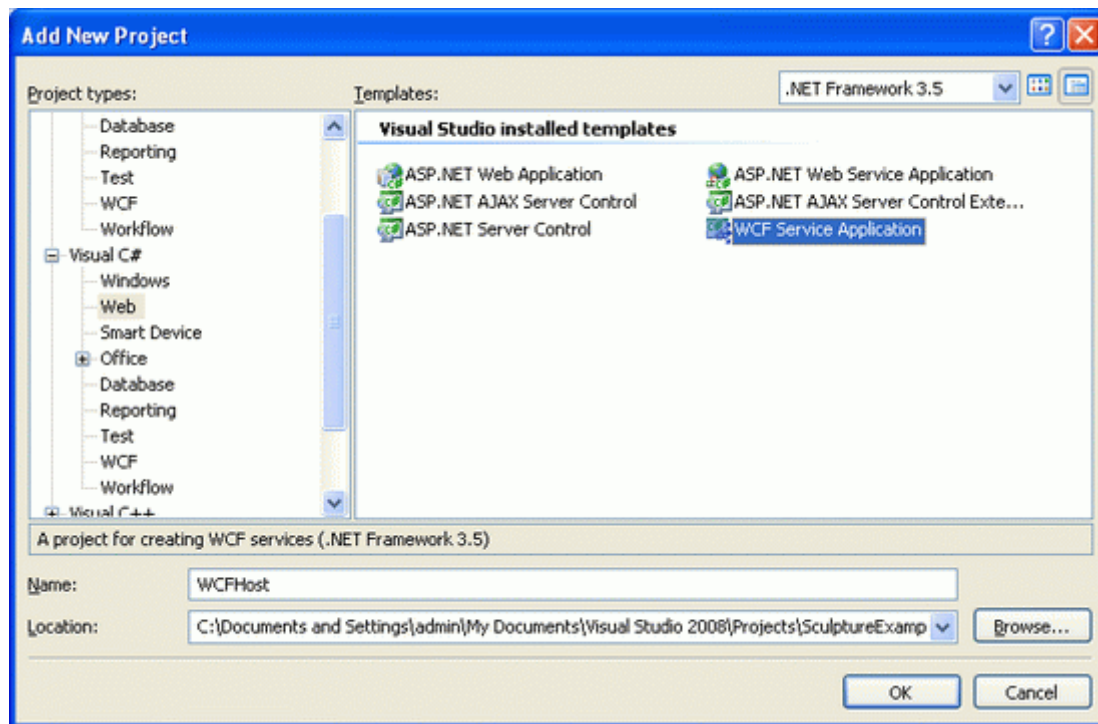 Add New Project
Project types:
Templates:
.NET Framework 3.5
Database
Reporting
Test
WCF
Workflow
Visual C#
Windows
Web
Smart Device
Office
Database
Reporting
Test
WCF
Workflow
Visual C++
Visual Studio installed templates
ASP.NET Web Application
ASP.NET Web Service Application
ASP.NET AJAX Server Control
ASP.NET AJAX Server Control Exte...
ASP.NET Server Control
WCF Service Application
A project for creating WCF services (.NET Framework 3.5)
Name:
WCFHost
Location:
C:\Documents and Settings\admin\My Documents\Visual Studio 2008\Projects\SculptureExamp
Browse...
OK
Cancel